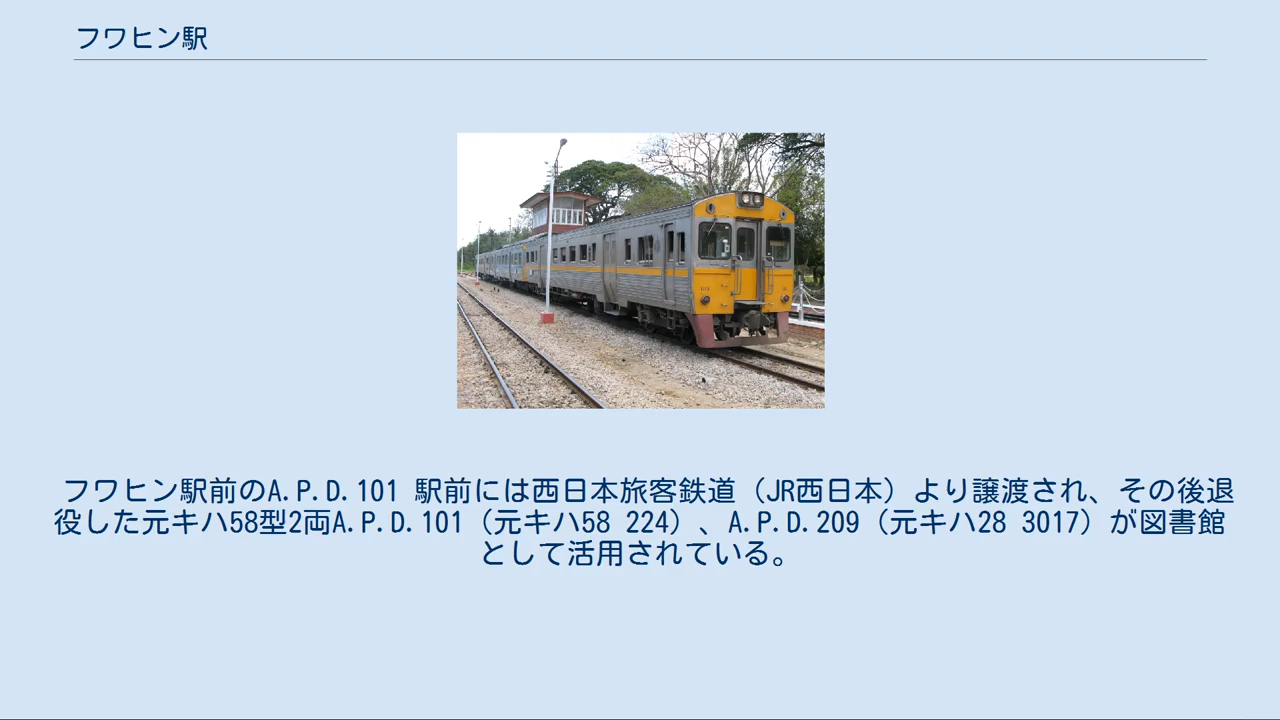 フワヒン駅
フワヒン駅前のA.P.D.101 駅前には西日本旅客鉄道（JR西日本）より譲渡され、その後退
役した元キハ58型2両A.P.D.101（元キハ58 224）、A.P.D.209（元キハ28 3017）が図書館
として活用されている。